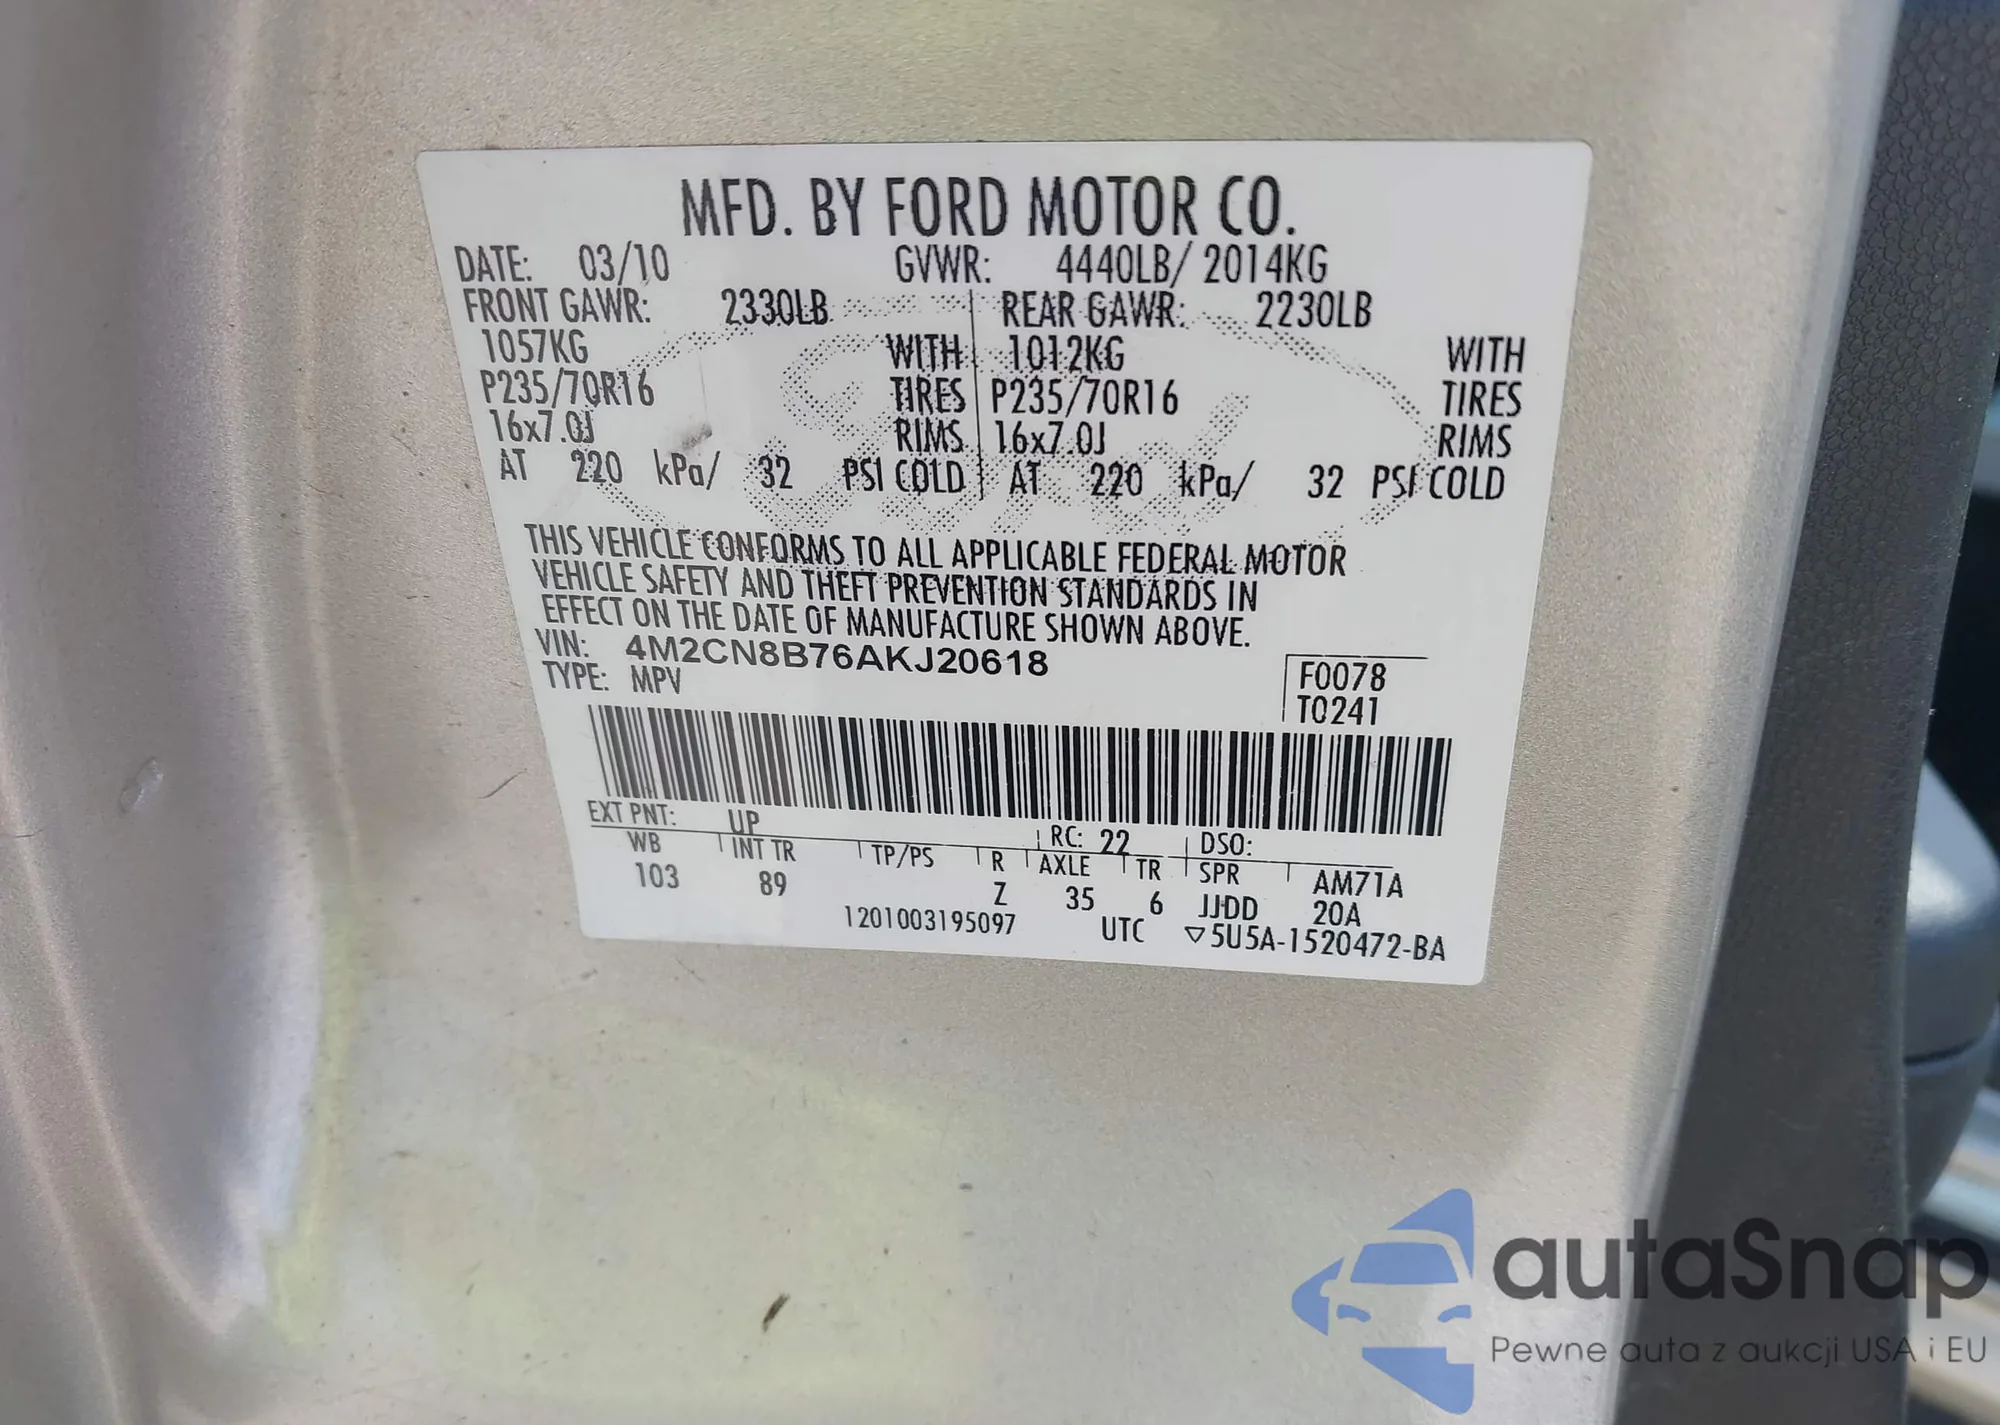 MFD. BY FORD MOTOR CO.
DATE: 03/10 GVWR: 4440LB/ 2014KG
FRONT GAWR: 2330LB REAR GAWR: 2230LB
1057KG WITH 1012KG WITH
P235/70R16 TIRES P235/70R16 TIRES
16x7.0J RIMS 16x7.0J RIMS
AT 220 kPa/ 32 PSI COLD AT 220 kPa/ 32 PSI COLD
THIS VEHICLE CONFORMS TO ALL APPLICABLE FEDERAL MOTOR
VEHICLE SAFETY AND THEFT PREVENTION STANDARDS IN
EFFECT ON THE DATE OF MANUFACTURE SHOWN ABOVE.
VIN: 4M2CN8B76AKJ20618
TYPE: MPV
F0078
T0241
EXT PNT: UP RC: 22 DSO:
WB INT TR TP/PS R AXLE TR SPR AM71A
103 89 Z 35 6 JJDD 20A
1201003195097 UTC ▽5U5A-1520472-BA
autaSnap
Pewne auta z aukcji USA i EU